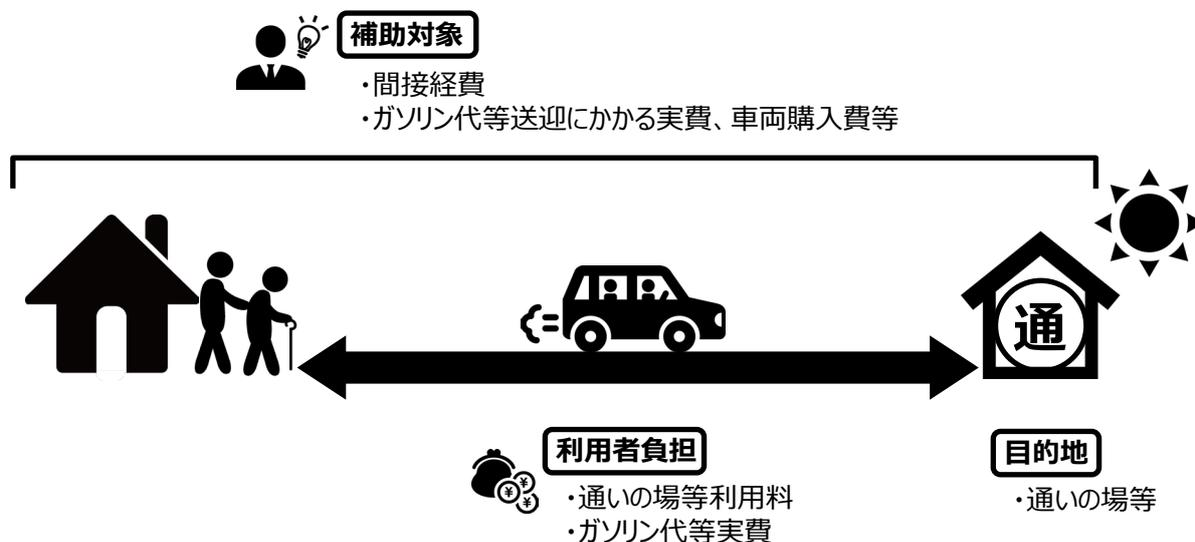 補助対象
・間接経費
・ガソリン代等送迎にかかる実費、車両購入費等
通
利用者負担
・通いの場等利用料
・ガソリン代等実費
¥
¥
¥
目的地
・通いの場等